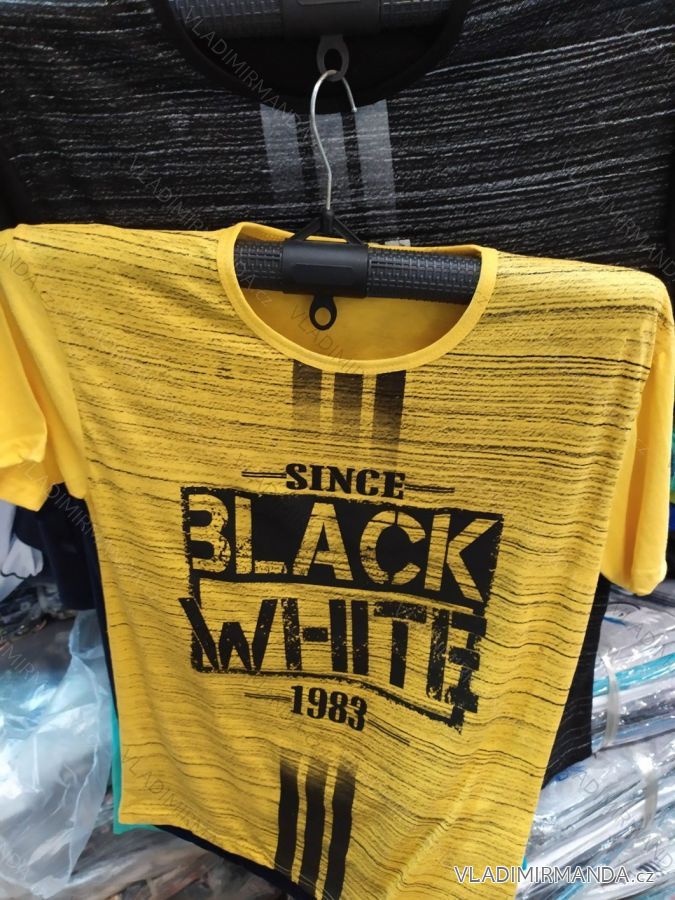 SINCE
BLACK
WHITE
1983
VLADIMIRMANDA.cz